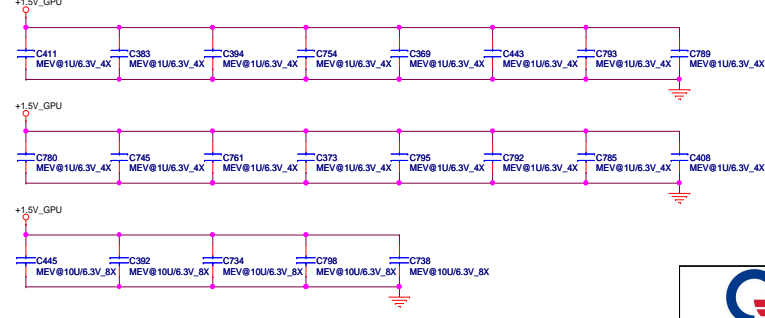 +1.5V_GPU
C411 C383 C394 C754 C369 C443 C793 C789
MEV@1U/6.3V_4X MEV@1U/6.3V_4X MEV@1U/6.3V_4X MEV@1U/6.3V_4X MEV@1U/6.3V_4X MEV@1U/6.3V_4X MEV@1U/6.3V_4X MEV@1U/6.3V_4X
+1.5V_GPU
C780 C745 C761 C373 C795 C792 C785 C408
MEV@1U/6.3V_4X MEV@1U/6.3V_4X MEV@1U/6.3V_4X MEV@1U/6.3V_4X MEV@1U/6.3V_4X MEV@1U/6.3V_4X MEV@1U/6.3V_4X MEV@1U/6.3V_4X
+1.5V_GPU
C445 C392 C734 C798 C738
MEV@10U/6.3V_8X MEV@10U/6.3V_8X MEV@10U/6.3V_8X MEV@10U/6.3V_8X MEV@10U/6.3V_8X